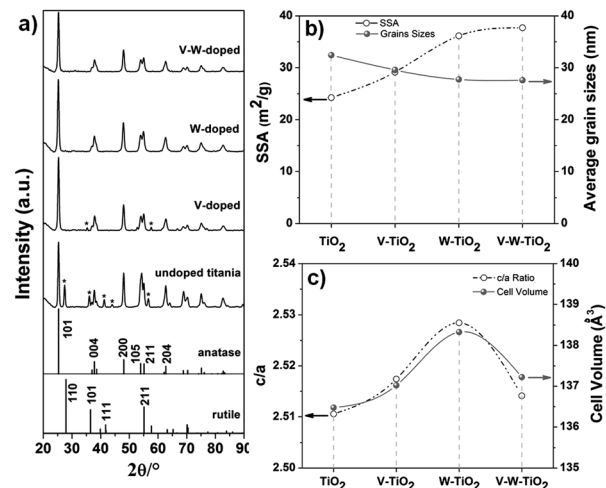 a)
V-W-doped
W-doped
V-doped
* *
undoped titania
* * * * *
101
004
200
105
211
204
anatase
110
101
111
211
rutile
20 30 40 50 60 70 80 90
2θ/°
Intensity (a.u.)
b)
SSA
Grains Sizes
40
30
20
10
0
SSA (m²/g)
40
35
30
25
20
15
10
5
0
Average grain sizes (nm)
TiO₂ V-TiO₂ W-TiO₂ V-W-TiO₂
c)
c/a Ratio
Cell Volume
2.54
2.53
2.52
2.51
2.50
c/a
140
139
138
137
136
135
Cell Volume (Å³)
TiO₂ V-TiO₂ W-TiO₂ V-W-TiO₂